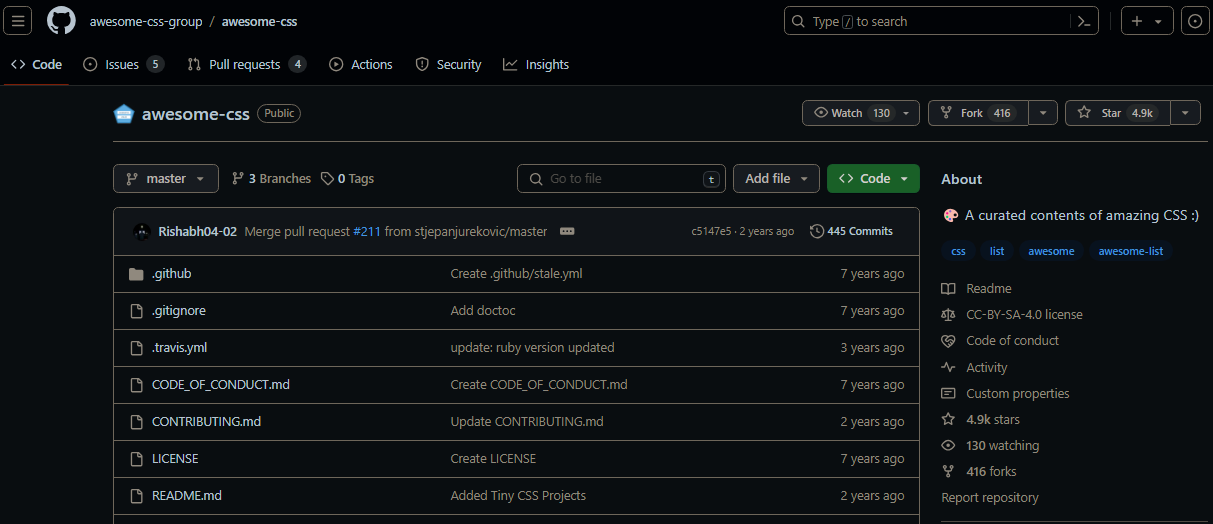 awesome-css-group / awesome-css
Type / to search
Code
Issues 5
Pull requests 4
Actions
Security
Insights
awesome-css Public
Watch 130
Fork 416
Star 4.9k
master
3 Branches
0 Tags
Go to file t
Add file
Code
Rishabh04-02 Merge pull request #211 from stjepanjurekovic/master
c5147e5 · 2 years ago
445 Commits
.github Create .github/stale.yml 7 years ago
.gitignore Add doctoc 7 years ago
.travis.yml update: ruby version updated 3 years ago
CODE_OF_CONDUCT.md Create CODE_OF_CONDUCT.md 7 years ago
CONTRIBUTING.md Update CONTRIBUTING.md 2 years ago
LICENSE Create LICENSE 7 years ago
README.md Added Tiny CSS Projects 2 years ago
About
🎨 A curated contents of amazing CSS :)
css list awesome awesome-list
Readme
CC-BY-SA-4.0 license
Code of conduct
Activity
Custom properties
4.9k stars
130 watching
416 forks
Report repository